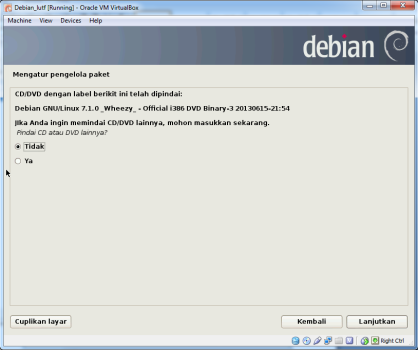 Debian_lutf [Running] - Oracle VM VirtualBox
Machine View Devices Help
debian
Mengatur pengelola paket
CD/DVD dengan label berikit ini telah dipindai:
Debian GNU/Linux 7.1.0 _Wheezy_ - Official i386 DVD Binary-3 20130615-21:54
Jika Anda ingin memindai CD/DVD lainnya, mohon masukkan sekarang.
Pindai CD atau DVD lainnya?
Tidak
Ya
Cuplikan layar
Kembali
Lanjutkan
Right Ctrl